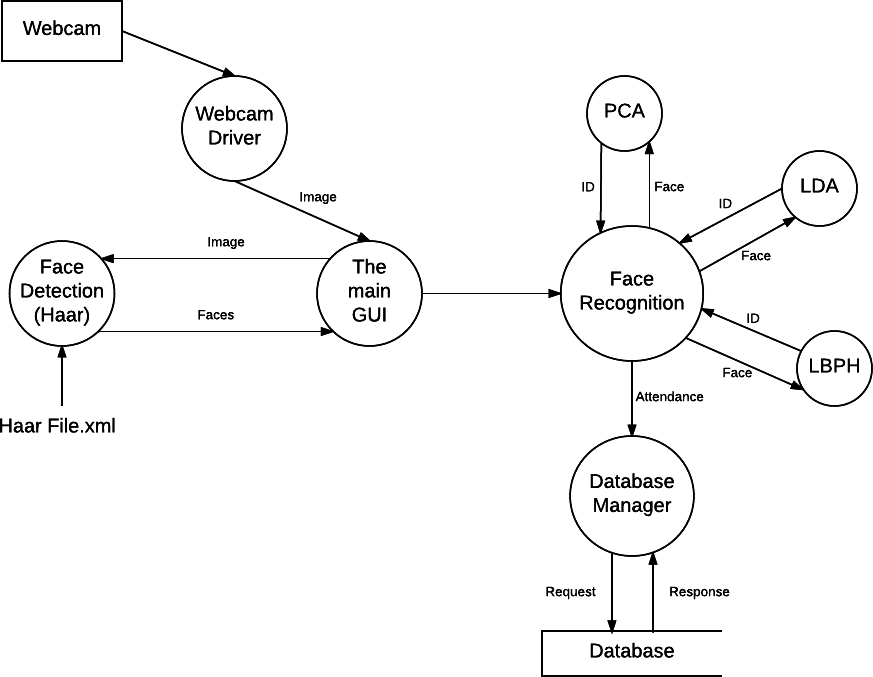 Webcam
Webcam
Driver
PCA
LDA
ID
Face
Image
ID
Face
Image
Face
Detection
(Haar)
The
main
GUI
Face
Recognition
Faces
ID
Face
LBPH
Haar File.xml
Attendance
Database
Manager
Request
Response
Database